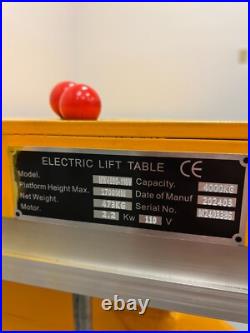 ELECTRIC LIFT TABLE CE
Model. Capacity. 4000KG
Platform Height Max. Date of Manuf 202403
Net Weight. 473KG Serial No.
Motor. 2.2 Kw 110 V